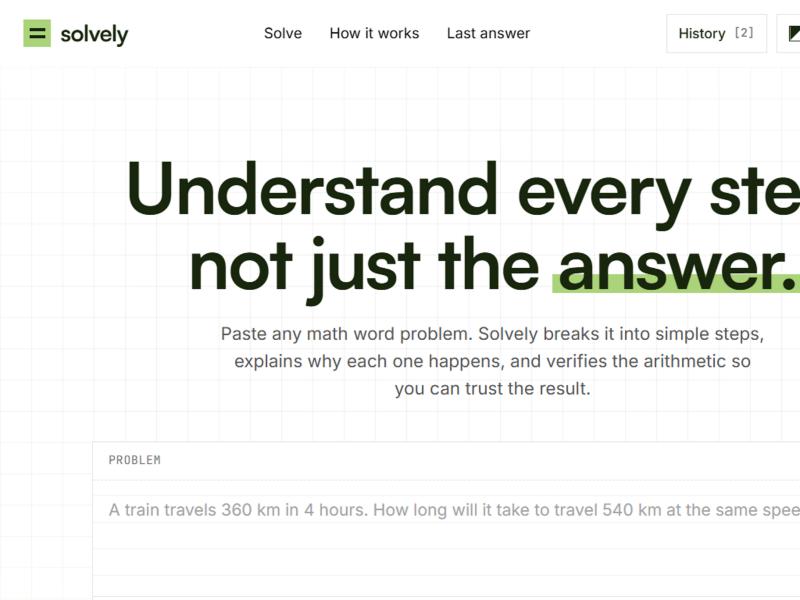 solvely
Solve How it works Last answer
History [2]
Understand every ste
not just the answer.
Paste any math word problem. Solvely breaks it into simple steps,
explains why each one happens, and verifies the arithmetic so
you can trust the result.
PROBLEM
A train travels 360 km in 4 hours. How long will it take to travel 540 km at the same spee